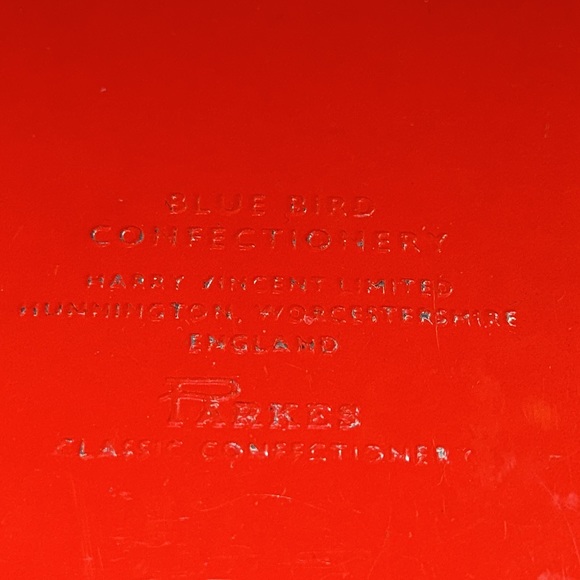 BLUE BIRD
CONFECTIONERY
HARRY VINCENT LIMITED
HUNNINGTON, WORCESTERSHIRE
ENGLAND
PARKES
CLASSIC CONFECTIONERY